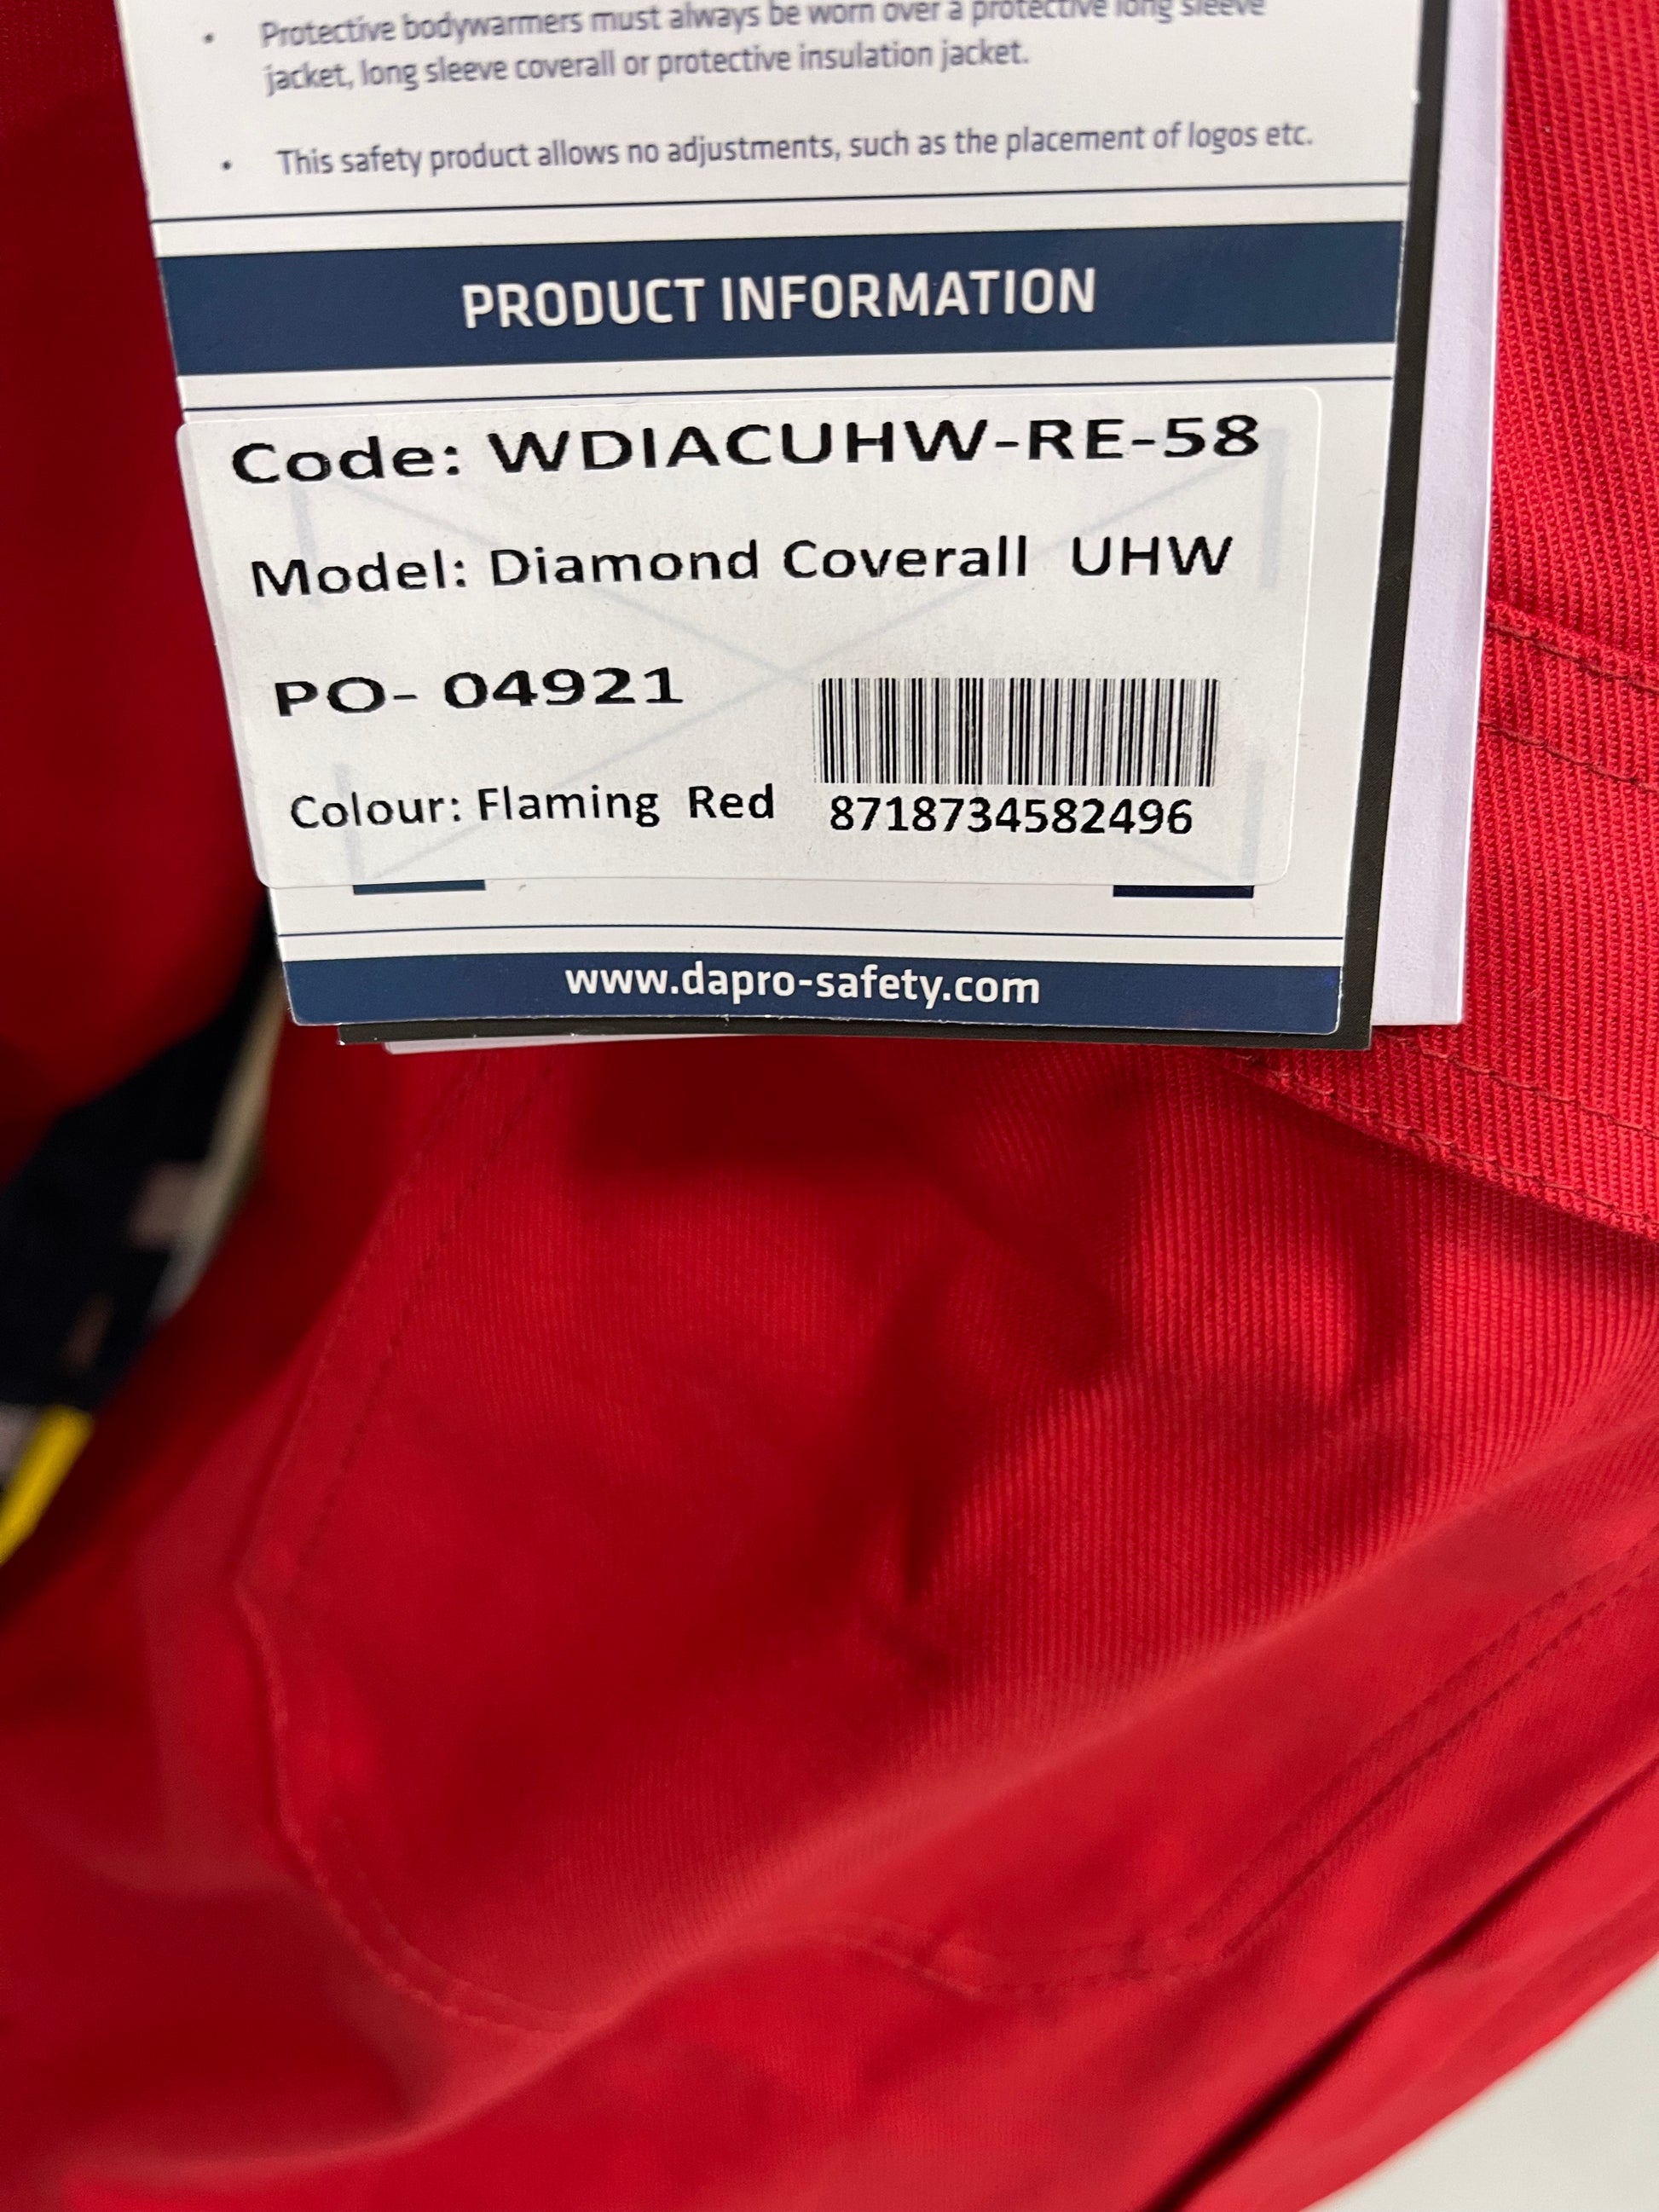 • Protective bodywarmers must always be worn over a protective long sleeve
jacket, long sleeve coverall or protective insulation jacket.
• This safety product allows no adjustments, such as the placement of logos etc.
PRODUCT INFORMATION
Code: WDIACUHW-RE-58
Model: Diamond Coverall UHW
PO- 04921
Colour: Flaming Red
8718734582496
www.dapro-safety.com